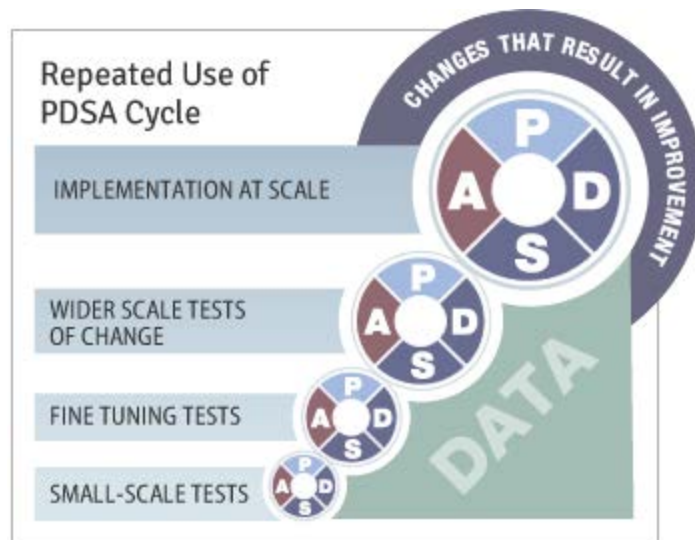 Repeated Use of
PDSA Cycle
CHANGES THAT RESULT IN IMPROVEMENT
IMPLEMENTATION AT SCALE
P
A D
S
WIDER SCALE TESTS
OF CHANGE
P
A D
S
FINE TUNING TESTS
P
A D
S
SMALL-SCALE TESTS
P
A D
S
DATA